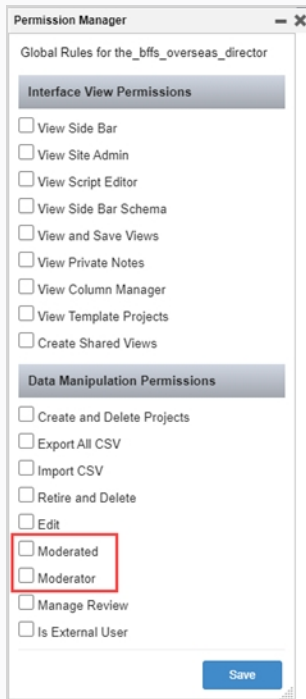 Permission Manager
Global Rules for the_bffs_overseas_director
Interface View Permissions
View Side Bar
View Site Admin
View Script Editor
View Side Bar Schema
View and Save Views
View Private Notes
View Column Manager
View Template Projects
Create Shared Views
Data Manipulation Permissions
Create and Delete Projects
Export All CSV
Import CSV
Retire and Delete
Edit
Moderated
Moderator
Manage Review
Is External User
Save